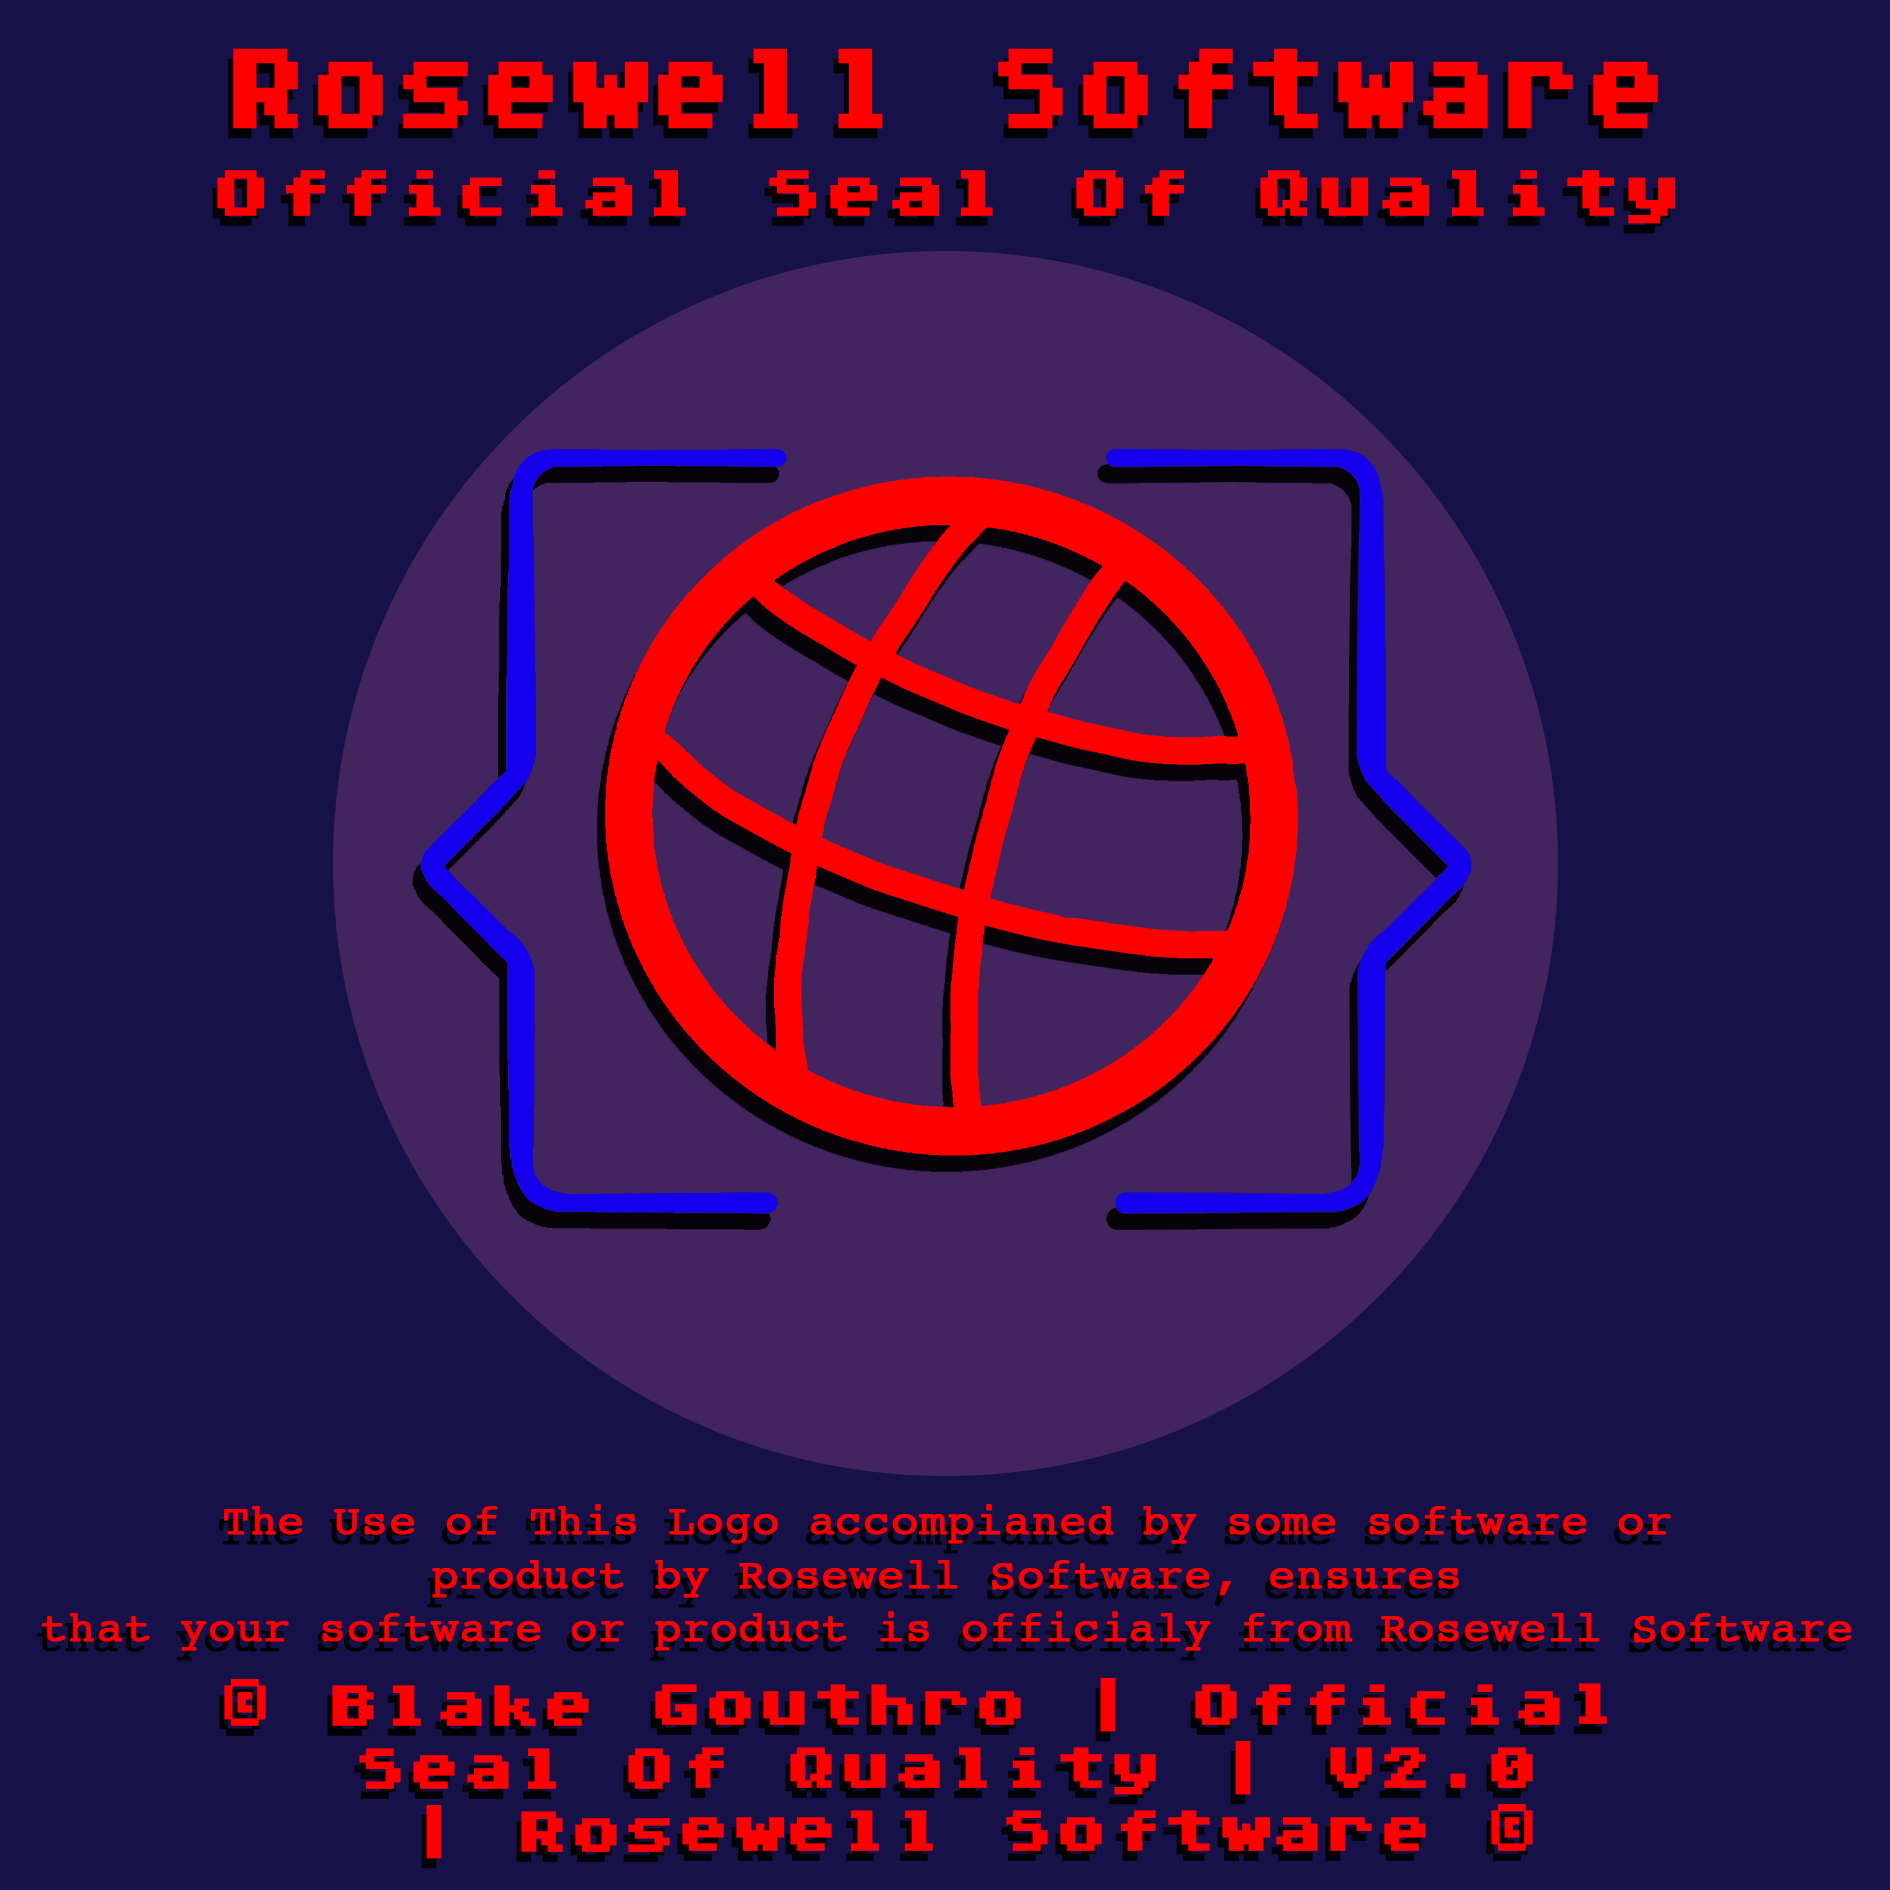 Rosewell Software
Official Seal Of Quality
The Use of This Logo accompianed by some software or
product by Rosewell Software, ensures
that your software or product is officialy from Rosewell Software
© Blake Gouthro | Official
Seal Of Quality | V2.0
| Rosewell Software ©